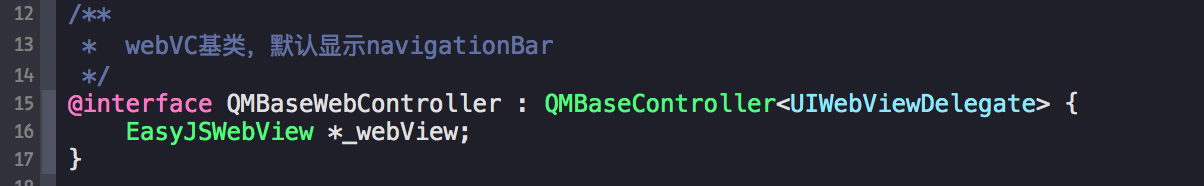 12 /**
13  *  webVC基类，默认显示navigationBar
14  */
15 @interface QMBaseWebController : QMBaseController<UIWebViewDelegate> {
16     EasyJSWebView *_webView;
17 }